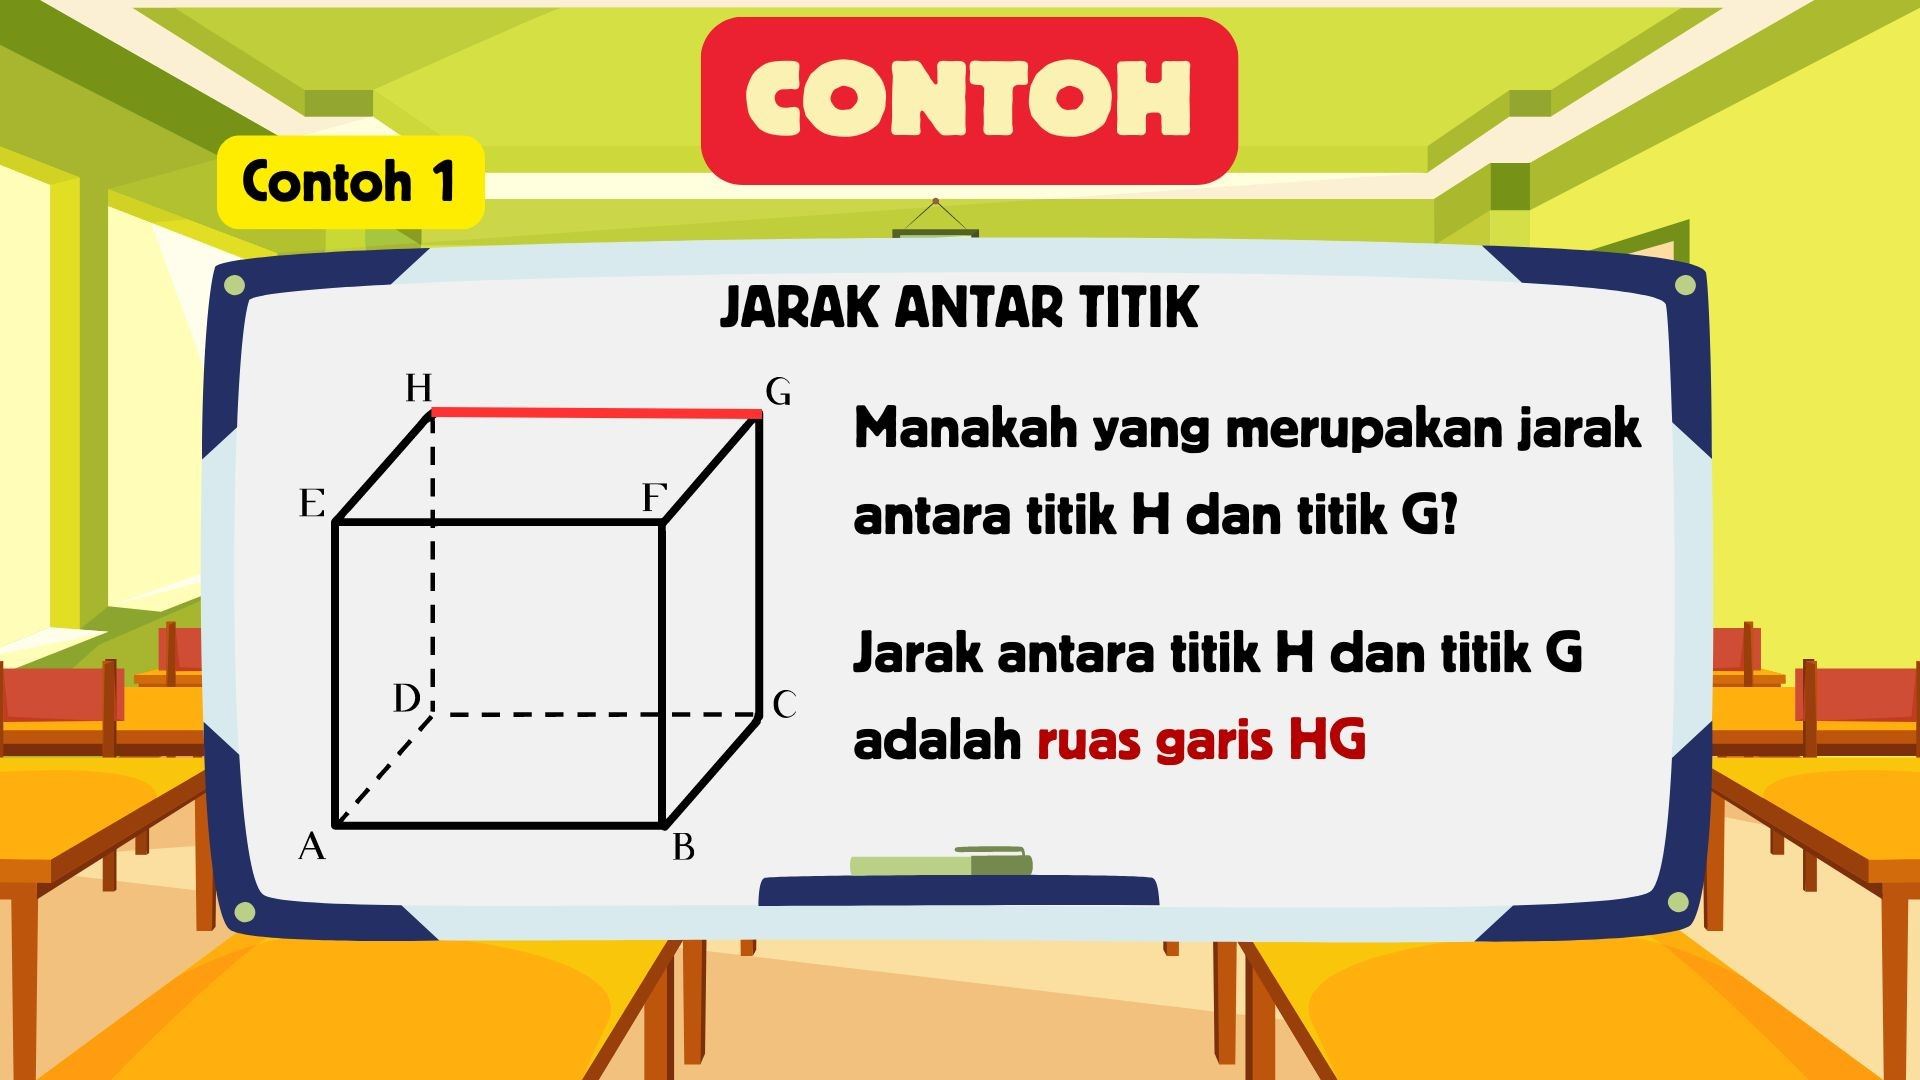 CONTOH
Contoh 1
JARAK ANTAR TITIK
H
G
E
F
D
C
A
B
Manakah yang merupakan jarak
antara titik H dan titik G?
Jarak antara titik H dan titik G
adalah ruas garis HG